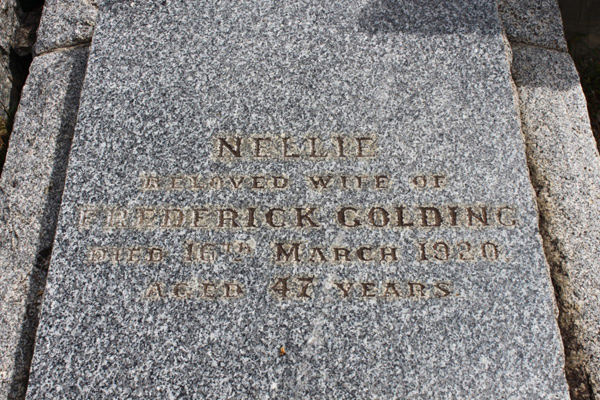 NELLIE
BELOVED WIFE OF
FREDERICK GOLDING
DIED 16TH MARCH 1920.
AGED 47 YEARS.